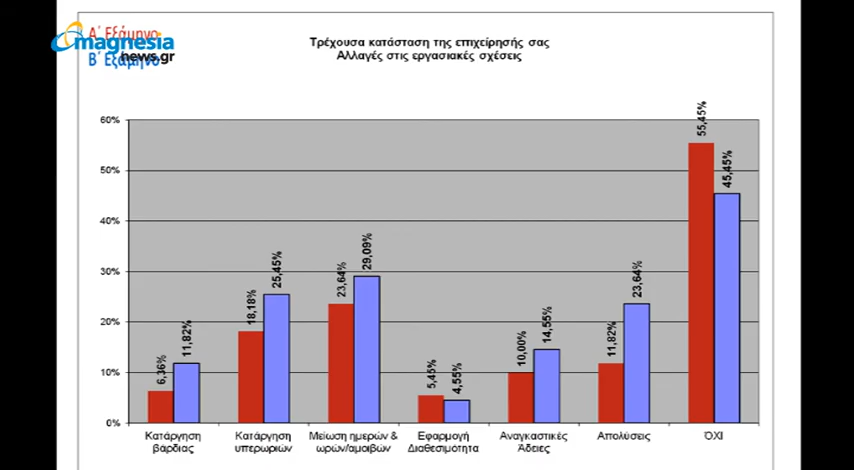 Α΄ Εξάμηνο
magnesia
news.gr
Β΄ Εξάμηνο
Τρέχουσα κατάσταση της επιχείρησής σας
Αλλαγές στις εργασιακές σχέσεις
60%
50%
40%
30%
20%
10%
0%
6,36%
11,82%
18,18%
25,45%
23,64%
29,09%
5,45%
4,55%
10,00%
14,55%
11,82%
23,64%
55,45%
45,45%
Κατάργηση
βάρδιας
Κατάργηση
υπερωριών
Μείωση ημερών &
ωρών/αμοιβών
Εφαρμογή
Διαθεσιμότητα
Αναγκαστικές
Άδειες
Απολύσεις
ΌΧΙ